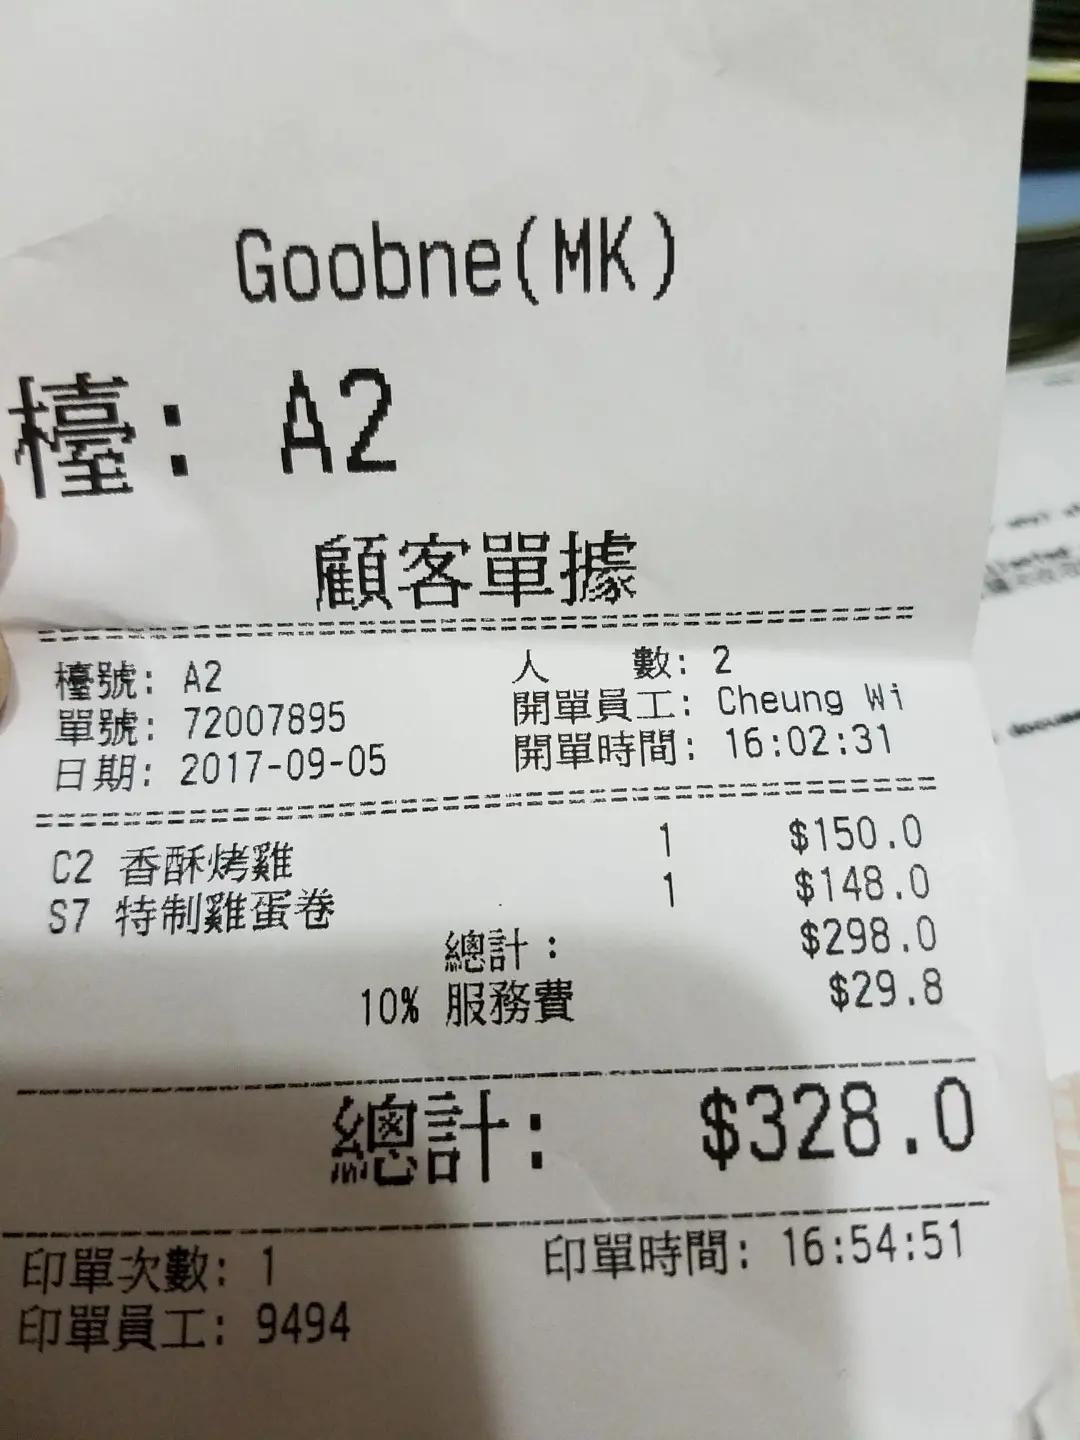 Goobne(MK)
檯: A2
顧客單據
檯號: A2 人 數: 2
單號: 72007895 開單員工: Cheung Wi
日期: 2017-09-05 開單時間: 16:02:31
C2 香酥烤雞 1 $150.0
S7 特制雞蛋卷 1 $148.0
總計: $298.0
10% 服務費 $29.8
總計: $328.0
印單次數: 1 印單時間: 16:54:51
印單員工: 9494